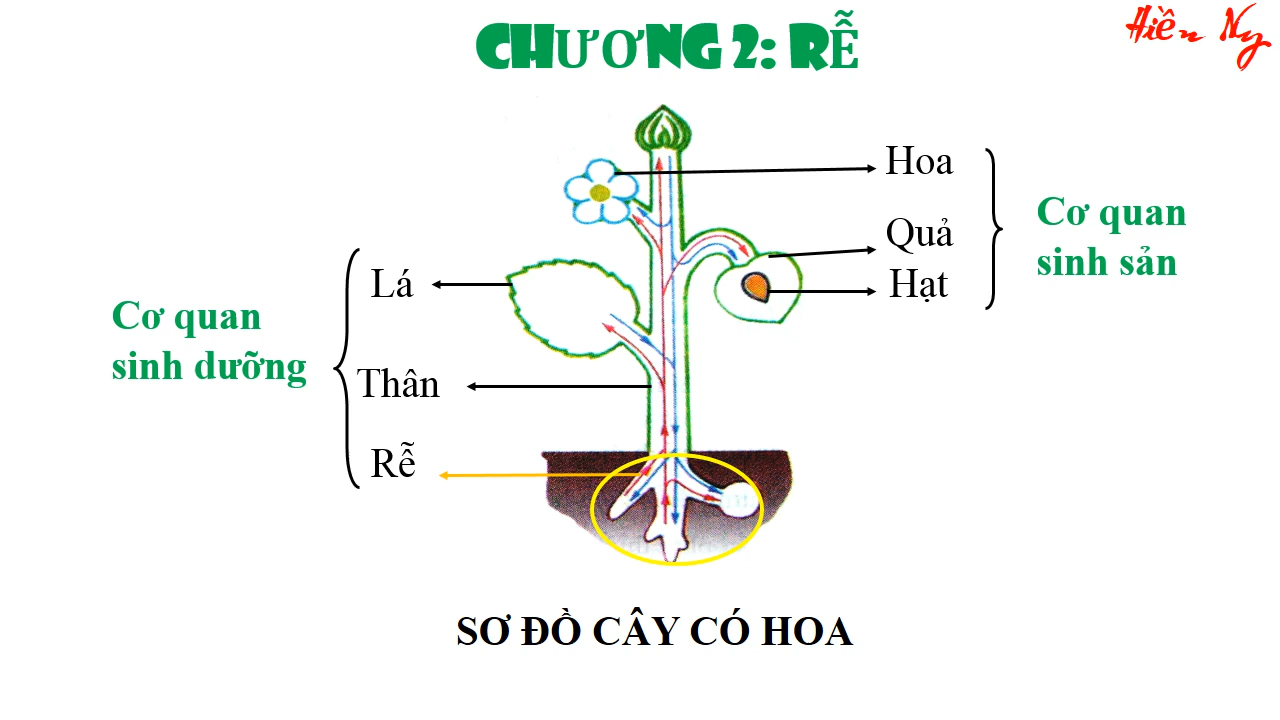 CHƯƠNG 2: RỄ
Hiền Ny
Hoa
Quả
Hạt
Cơ quan
sinh sản
Lá
Thân
Rễ
Cơ quan
sinh dưỡng
SƠ ĐỒ CÂY CÓ HOA